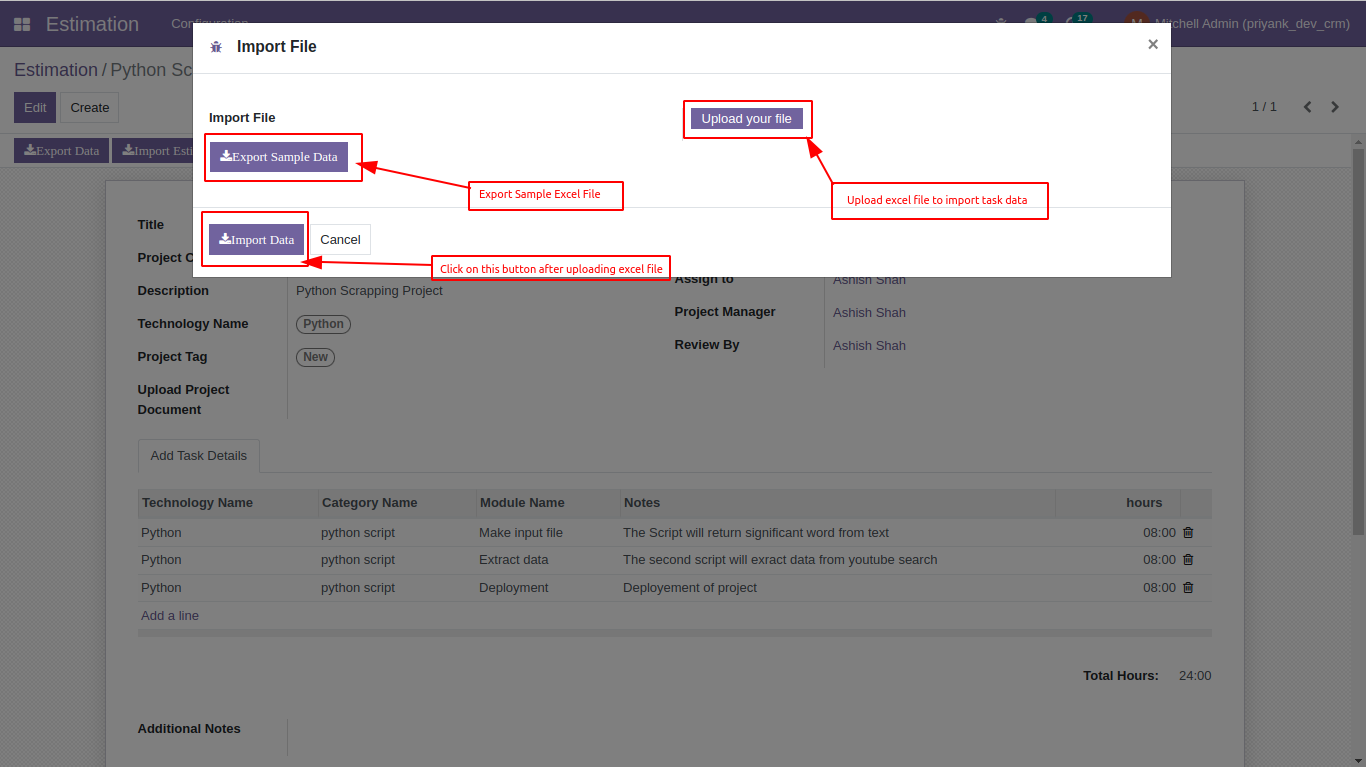 Estimation Configuration 4 17 M Mitchell Admin (priyank_dev_crm)
Import File ×
Estimation / Python Sc
Edit Create 1 / 1
Import File Upload your file
Export Data Import Esti
Export Sample Data
Export Sample Excel File
Upload excel file to import task data
Title
Import Data Cancel
Project C
Click on this button after uploading excel file
Assign to Ashish Shah
Description Python Scrapping Project
Project Manager Ashish Shah
Technology Name Python
Review By Ashish Shah
Project Tag New
Upload Project
Document
Add Task Details
Technology Name Category Name Module Name Notes hours
Python python script Make input file The Script will return significant word from text 08:00
Python python script Extract data The second script will exract data from youtube search 08:00
Python python script Deployment Deployement of project 08:00
Add a line
Total Hours: 24:00
Additional Notes